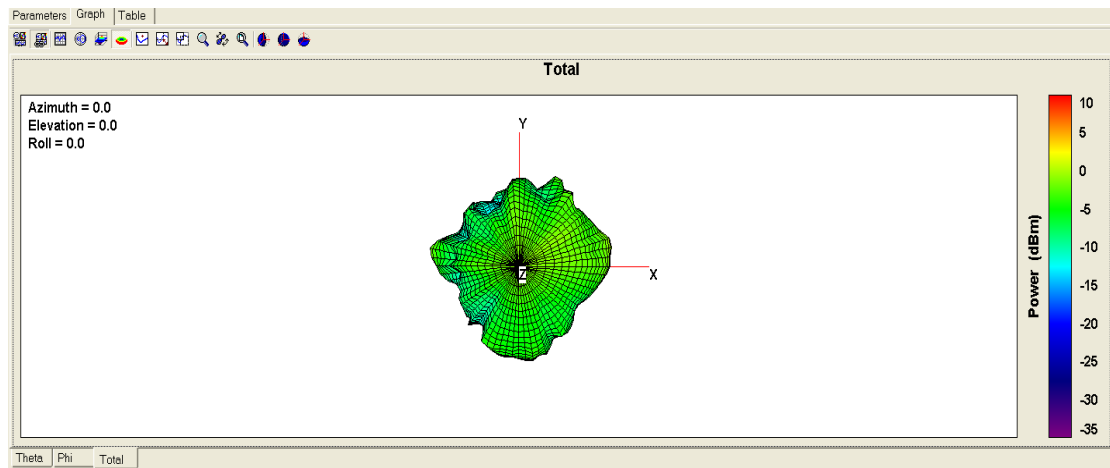 Parameters Graph Table
Total
Azimuth = 0.0
Elevation = 0.0
Roll = 0.0
Y
X
Z
10
5
0
-5
-10
-15
-20
-25
-30
-35
Power (dBm)
Theta Phi Total